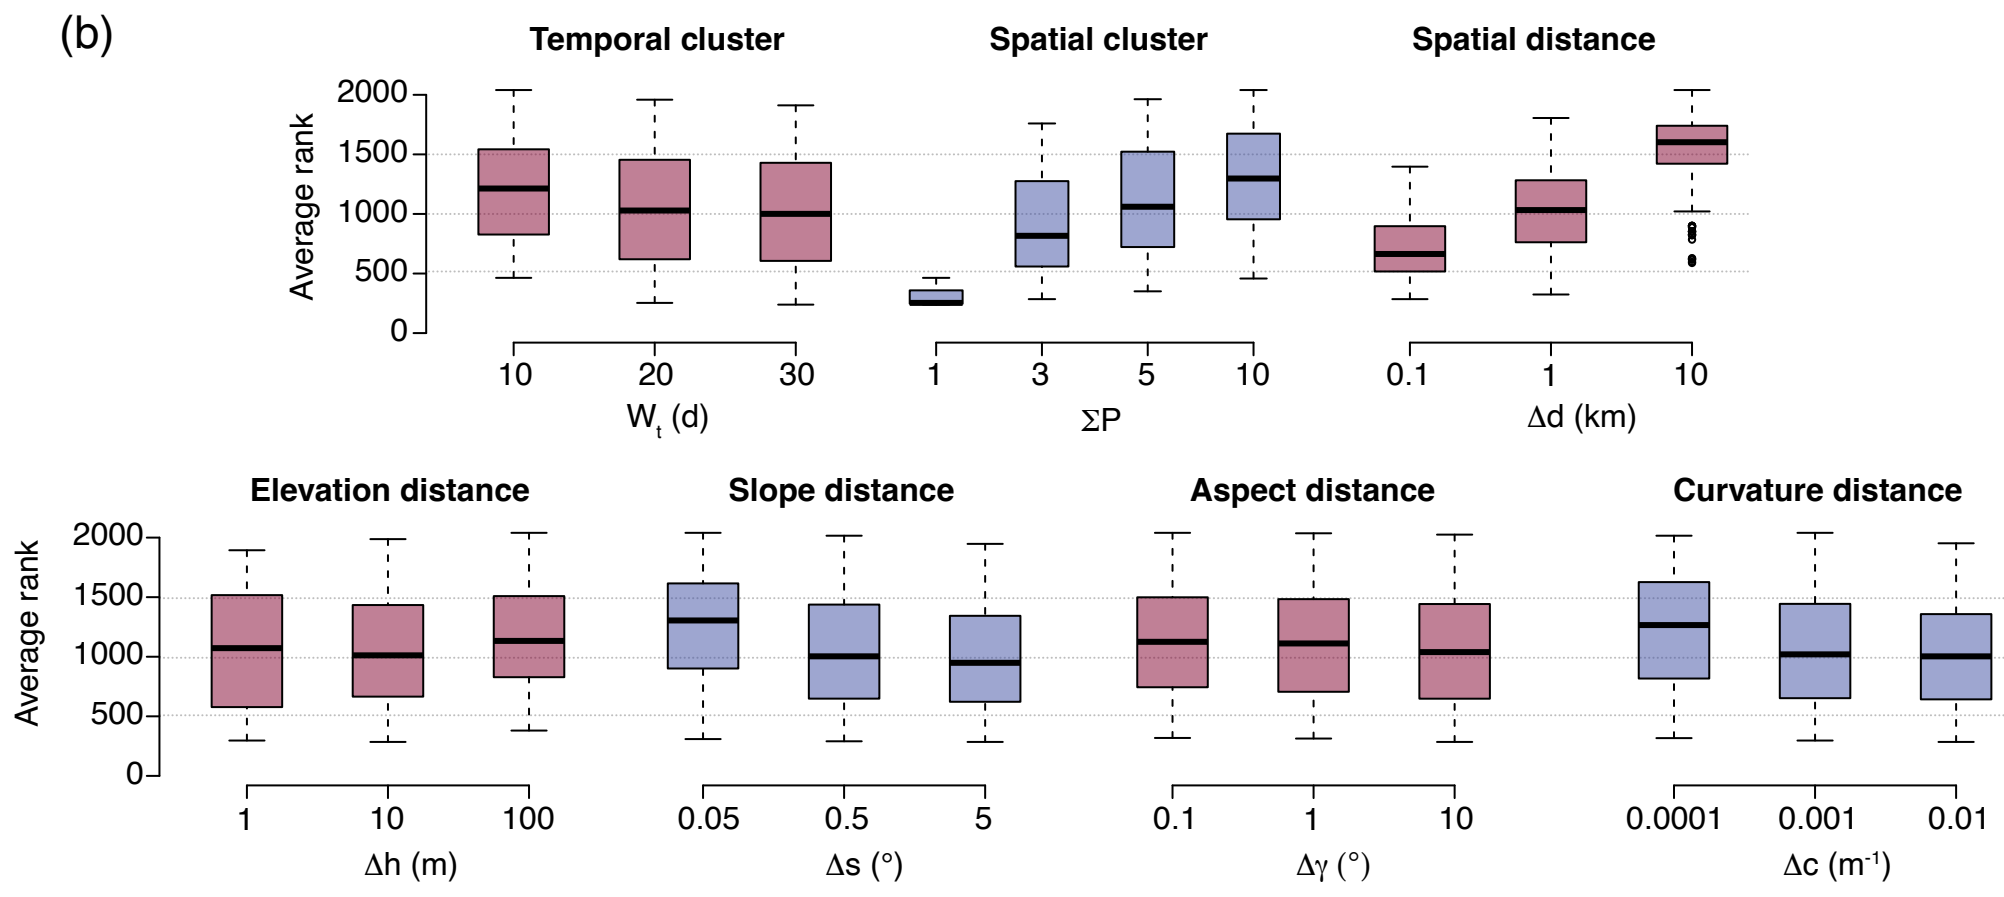 (b)
Temporal cluster Spatial cluster Spatial distance
Average rank
2000
1500
1000
500
0
10 20 30 1 3 5 10 0.1 1 10
Wt (d) ΣP Δd (km)
Elevation distance Slope distance Aspect distance Curvature distance
Average rank
2000
1500
1000
500
0
1 10 100 0.05 0.5 5 0.1 1 10 0.0001 0.001 0.01
Δh (m) Δs (°) Δγ (°) Δc (m⁻¹)